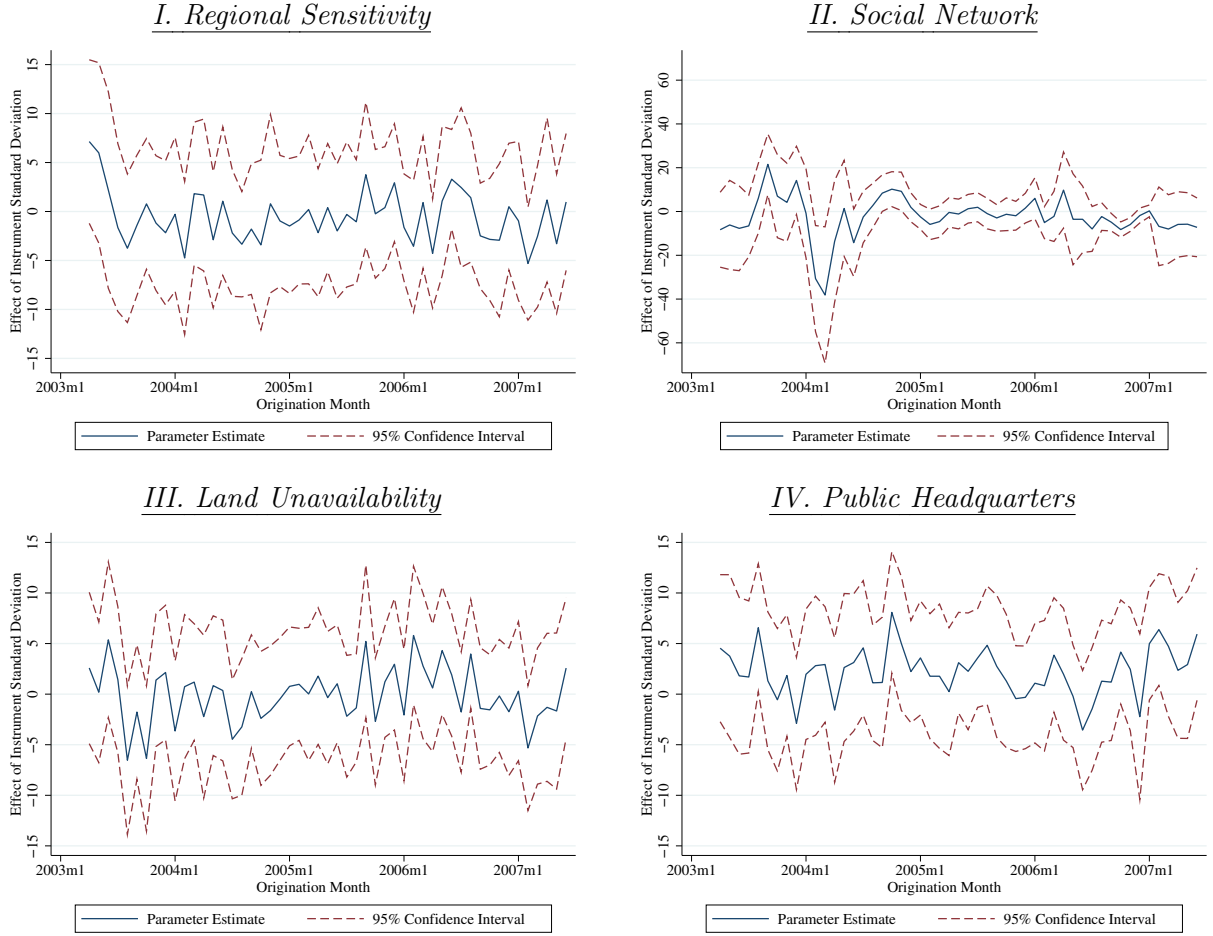 I. Regional Sensitivity
Effect of Instrument Standard Deviation
15
10
5
0
−5
−10
−15
2003m1 2004m1 2005m1 2006m1 2007m1
Origination Month
Parameter Estimate 95% Confidence Interval
II. Social Network
Effect of Instrument Standard Deviation
60
40
20
0
−20
−40
−60
2003m1 2004m1 2005m1 2006m1 2007m1
Origination Month
Parameter Estimate 95% Confidence Interval
III. Land Unavailability
Effect of Instrument Standard Deviation
15
10
5
0
−5
−10
−15
2003m1 2004m1 2005m1 2006m1 2007m1
Origination Month
Parameter Estimate 95% Confidence Interval
IV. Public Headquarters
Effect of Instrument Standard Deviation
15
10
5
0
−5
−10
−15
2003m1 2004m1 2005m1 2006m1 2007m1
Origination Month
Parameter Estimate 95% Confidence Interval